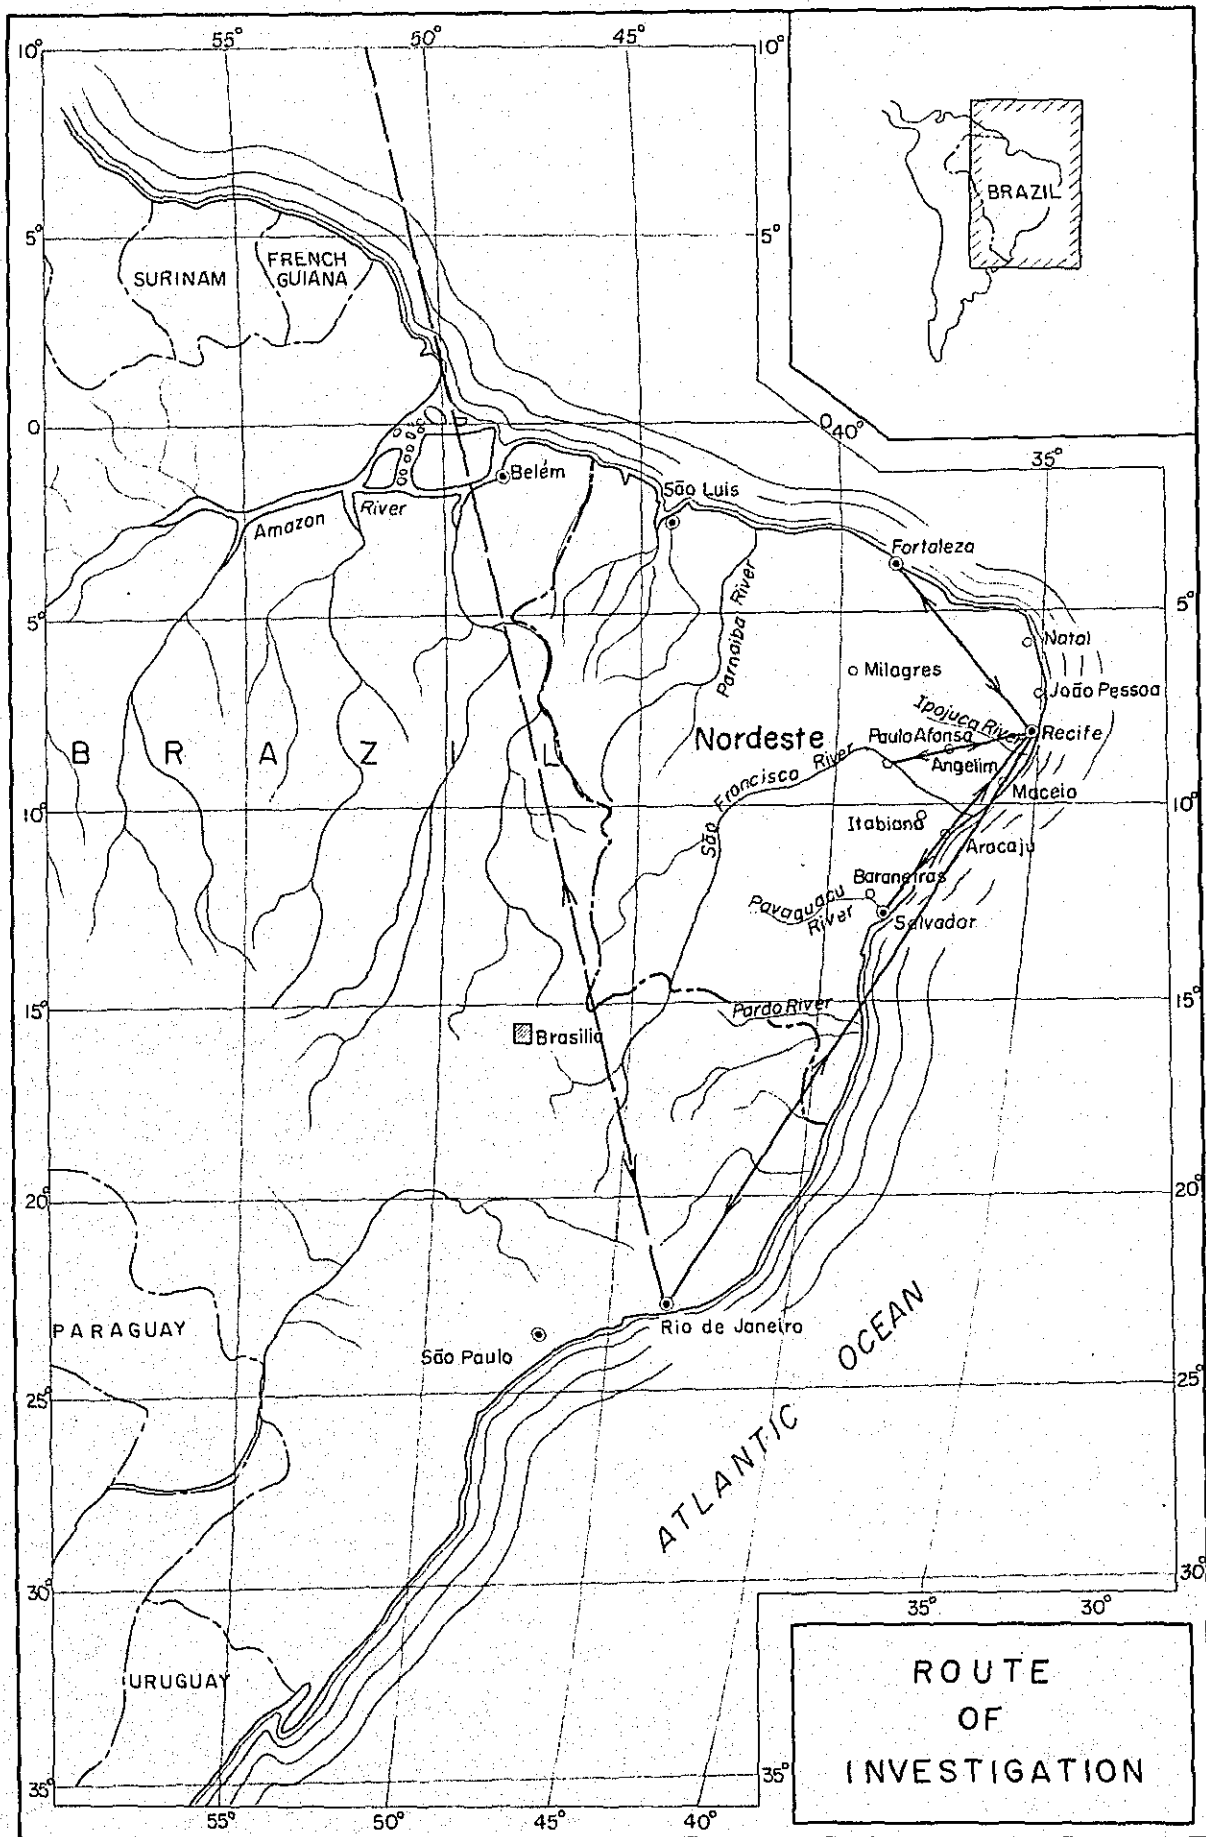 55°
50°
45°
10°
10°
BRAZIL
5°
5°
SURINAM
FRENCH
GUIANA
0
0
40°
35°
Belém
São Luis
Amazon
River
Fortaleza
5°
5°
Parnaiba River
Natal
Milagres
João Pessoa
Ipojuca River
BRAZIL
Nordeste
Paulo Afonsa
Recife
Angelim
São Francisco River
Maceio
10°
10°
Itabiana
Aracaju
Baraneiras
Pavaguacu
River
Salvador
15°
15°
Pardo River
Brasilia
20°
20°
PARAGUAY
Rio de Janeiro
São Paulo
OCEAN
25°
25°
ATLANTIC
30°
30°
35°
30°
URUGUAY
ROUTE
OF
INVESTIGATION
35°
35°
55°
50°
45°
40°